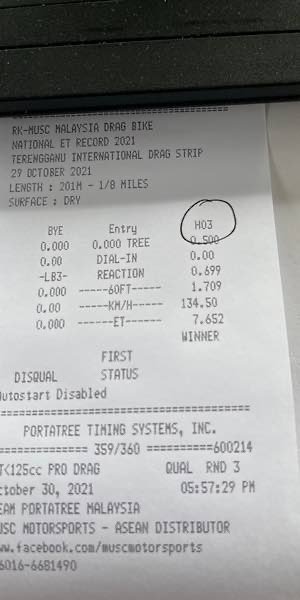 RK-MUSC MALAYSIA DRAG BIKE
NATIONAL ET RECORD 2021
TERENGGANU INTERNATIONAL DRAG STRIP
29 OCTOBER 2021
LENGTH : 201M - 1/8 MILES
SURFACE : DRY
BYE Entry H03
0.000 0.000 TREE 0.500
0.00 DIAL-IN 0.00
-LB3- REACTION 0.699
0.000 -----60FT----- 1.709
0.00 -----KM/H----- 134.50
0.000 ------ET------ 7.652
WINNER
FIRST
DISQUAL STATUS
utostart Disabled
PORTATREE TIMING SYSTEMS, INC.
============== 359/360 ==========600214
T<125cc PRO DRAG QUAL RND 3
ctober 30, 2021 05:57:29 PM
EAM PORTATREE MALAYSIA
USC MOTORSPORTS - ASEAN DISTRIBUTOR
ww.facebook.com/muscmotorsports
6016-6681490